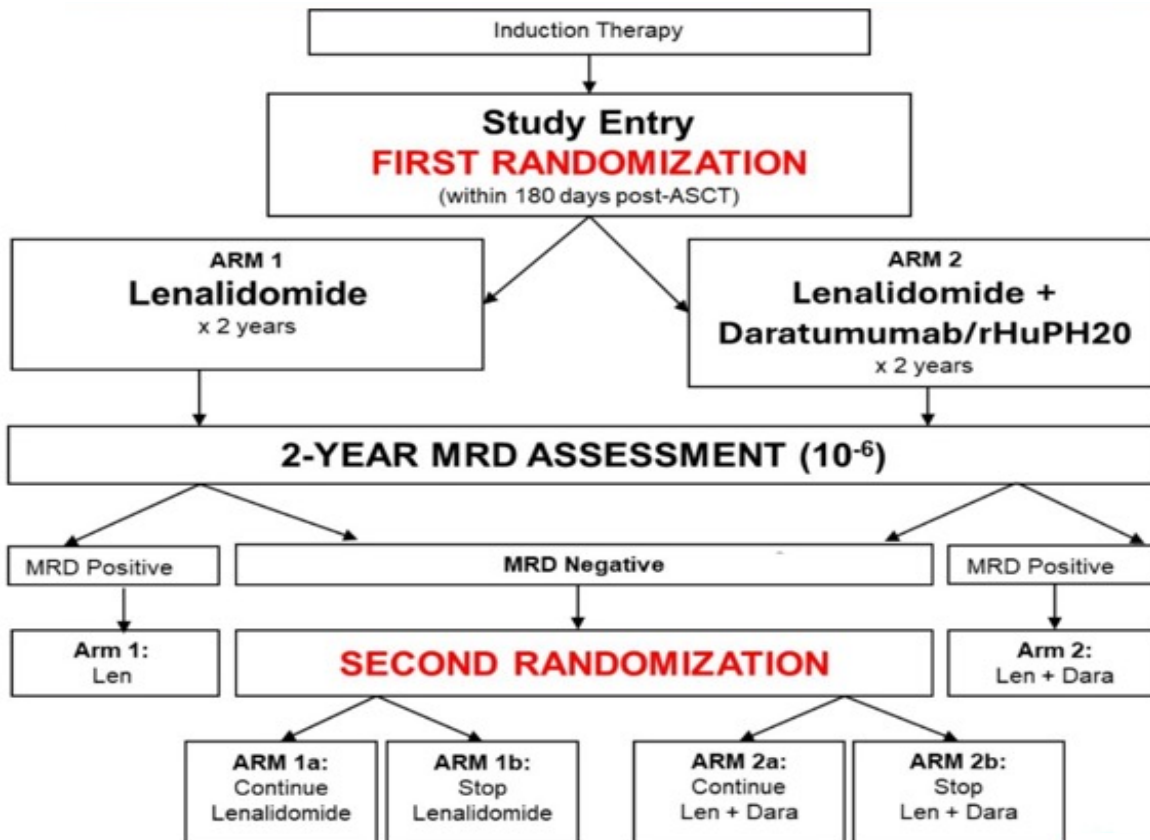 Induction Therapy
Study Entry
FIRST RANDOMIZATION
(within 180 days post-ASCT)
ARM 1
Lenalidomide
x 2 years
ARM 2
Lenalidomide +
Daratumumab/rHuPH20
x 2 years
2-YEAR MRD ASSESSMENT (10⁻⁶)
MRD Positive
MRD Negative
MRD Positive
Arm 1:
Len
SECOND RANDOMIZATION
Arm 2:
Len + Dara
ARM 1a:
Continue
Lenalidomide
ARM 1b:
Stop
Lenalidomide
ARM 2a:
Continue
Len + Dara
ARM 2b:
Stop
Len + Dara